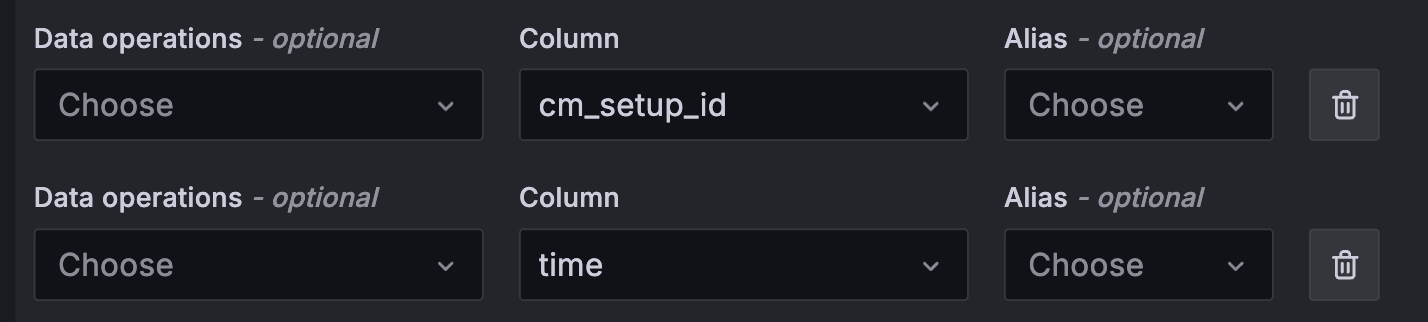 Data operations - optional Column Alias - optional
Choose cm_setup_id Choose
Data operations - optional Column Alias - optional
Choose time Choose